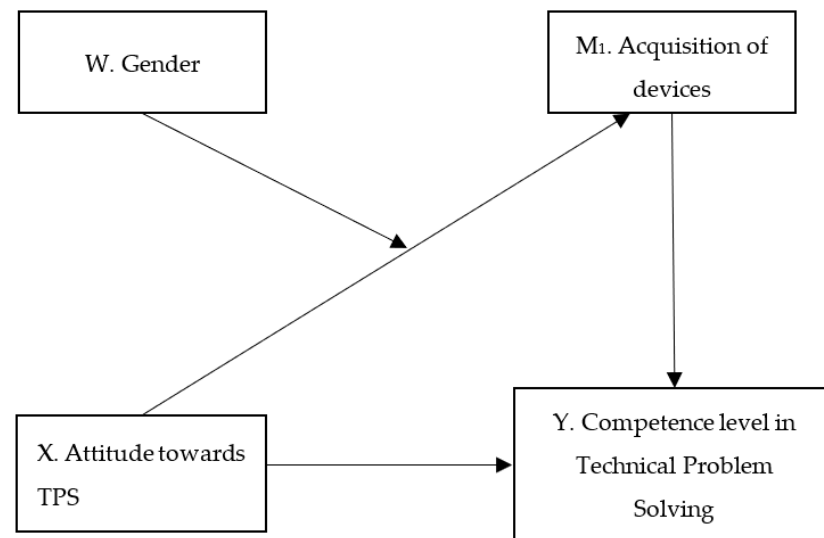 W. Gender
M1. Acquisition of
devices
X. Attitude towards
TPS
Y. Competence level in
Technical Problem
Solving